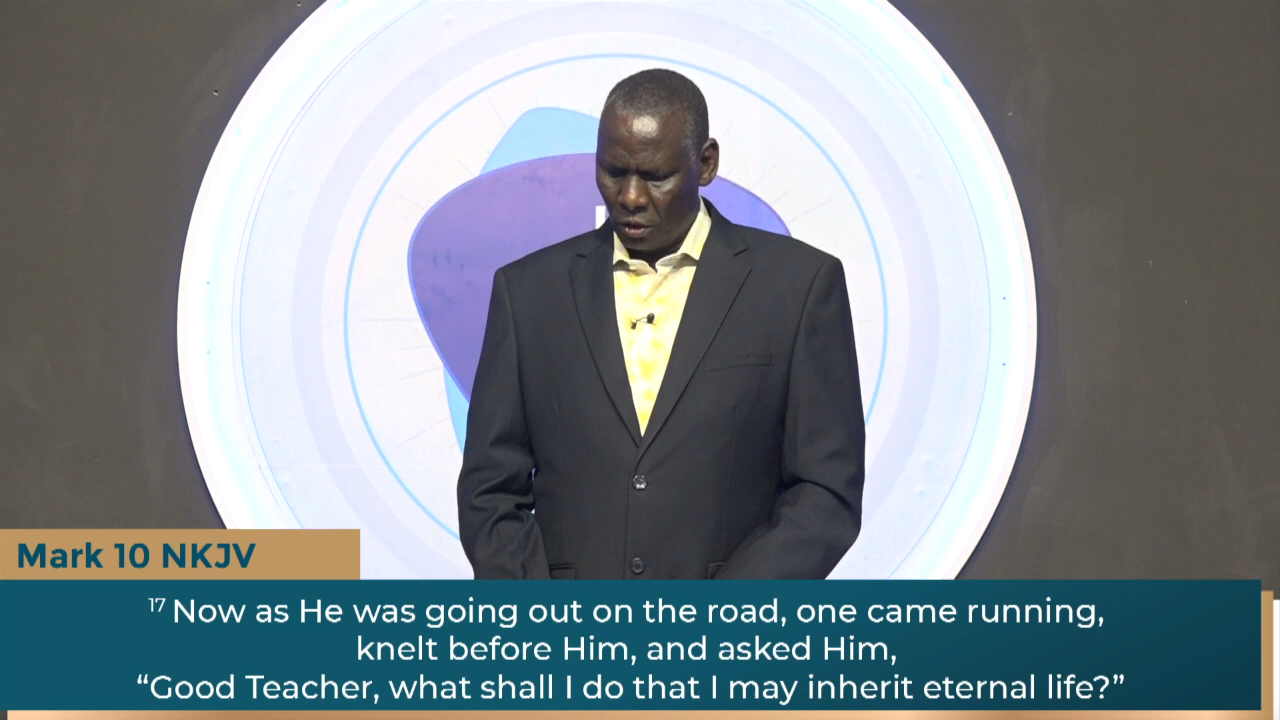 Mark 10 NKJV
17 Now as He was going out on the road, one came running,
knelt before Him, and asked Him,
“Good Teacher, what shall I do that I may inherit eternal life?”